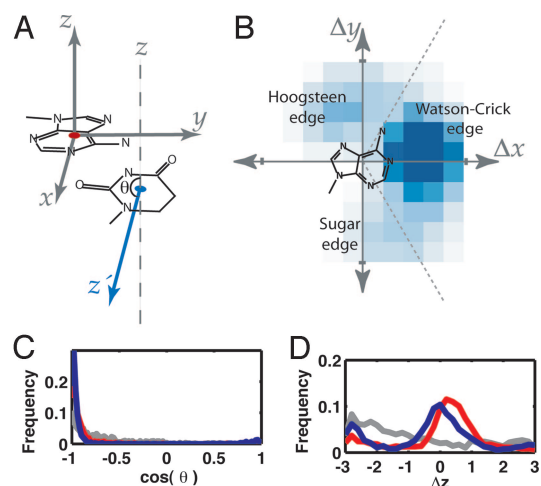 A
z
z
y
x
N
N
N
N
N
O
N
O
N
θ
z´
B
Δy
Hoogsteen
edge
Watson-Crick
edge
Δx
N
N
N
N
N
Sugar
edge
C
Frequency
0.2
0.1
0
-1
-0.5
0
0.5
1
cos( θ )
D
Frequency
0.2
0.1
0
-3
-2
-1
0
1
2
3
Δz